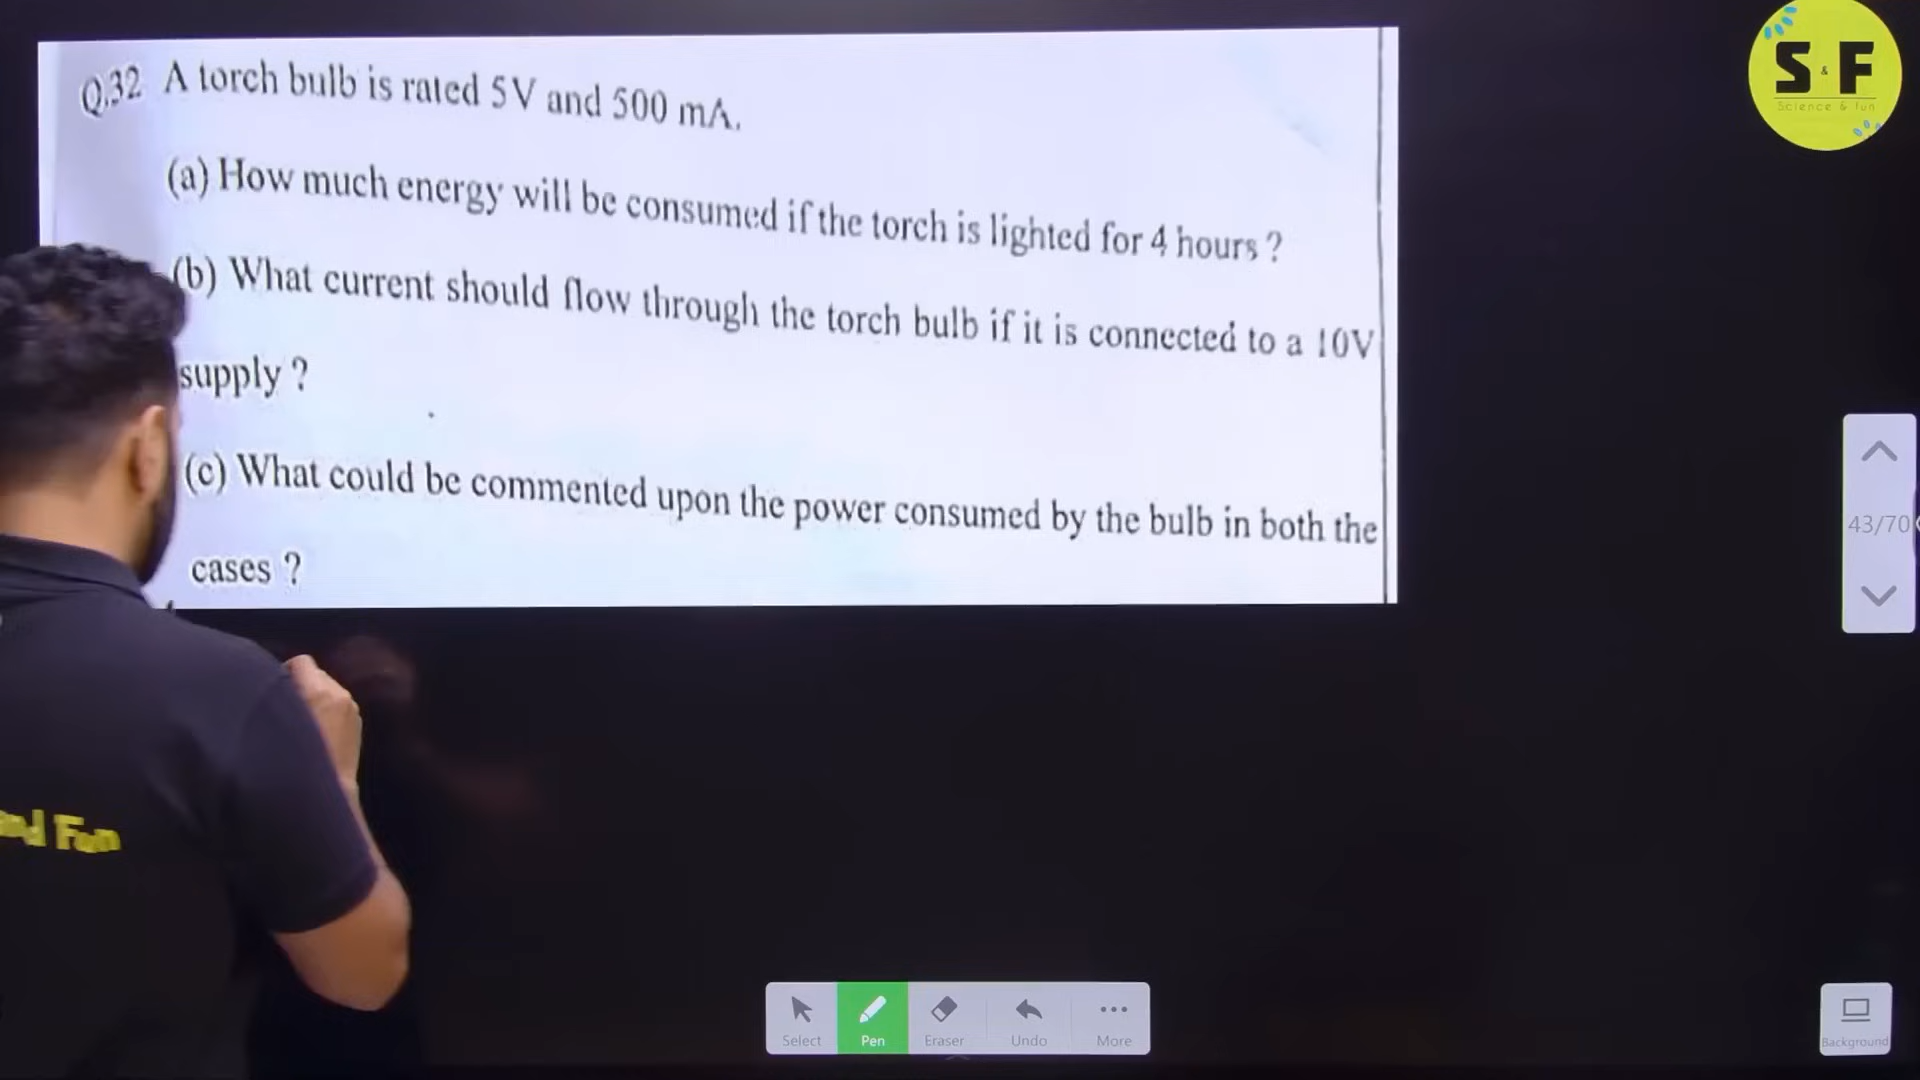 Q.32 A torch bulb is rated 5V and 500 mA.
(a) How much energy will be consumed if the torch is lighted for 4 hours ?
(b) What current should flow through the torch bulb if it is connected to a 10V
supply ?
(c) What could be commented upon the power consumed by the bulb in both the
cases ?
S & F
Science & fun
43/70
nd Fun
Select Pen Eraser Undo More
Background